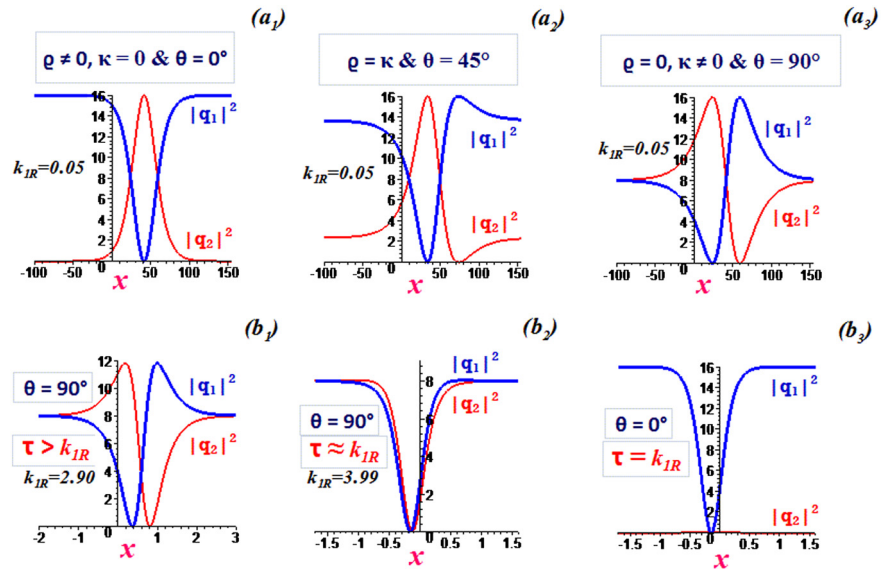 (a1)
ϱ ≠ 0, κ = 0 & θ = 0°
16
14
12
10
8
6
4
2
0
|q1|²
k1R=0.05
|q2|²
-100 -50 0 50 100 150
x
(a2)
ϱ = κ & θ = 45°
16
14
12
10
8
6
4
2
0
|q1|²
k1R=0.05
|q2|²
-100 -50 0 50 100 150
x
(a3)
ϱ = 0, κ ≠ 0 & θ = 90°
16
14
12
10
8
6
4
2
0
|q1|²
k1R=0.05
|q2|²
-100 -50 0 50 100 150
x
(b1)
12
10
8
6
4
2
0
θ = 90°
|q1|²
τ > k1R
|q2|²
k1R=2.90
-2 -1 0 1 2 3
x
(b2)
8
6
4
2
0
|q1|²
θ = 90°
|q2|²
τ ≈ k1R
k1R=3.99
-1.5 -1 -0.5 0 0.5 1 1.5
x
(b3)
16
14
12
10
8
6
4
2
0
|q1|²
θ = 0°
τ = k1R
|q2|²
-1.5 -1 -0.5 0 0.5 1 1.5
x